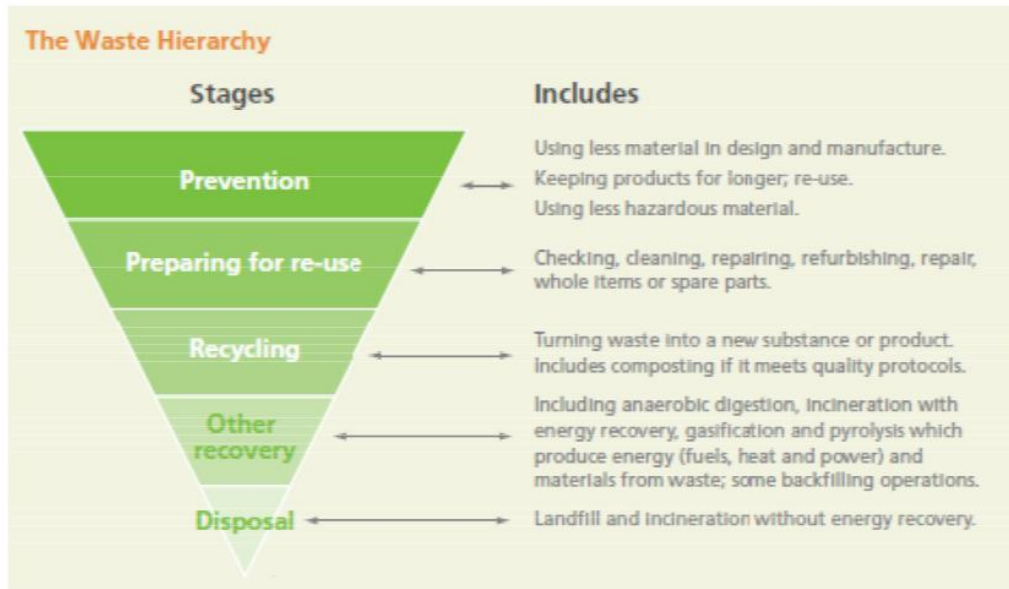 The Waste Hierarchy
Stages
Includes
Prevention
Using less material in design and manufacture.
Keeping products for longer; re-use.
Using less hazardous material.
Preparing for re-use
Checking, cleaning, repairing, refurbishing, repair,
whole items or spare parts.
Recycling
Turning waste into a new substance or product.
Includes composting if it meets quality protocols.
Other
recovery
Including anaerobic digestion, incineration with
energy recovery, gasification and pyrolysis which
produce energy (fuels, heat and power) and
materials from waste; some backfilling operations.
Disposal
Landfill and incineration without energy recovery.